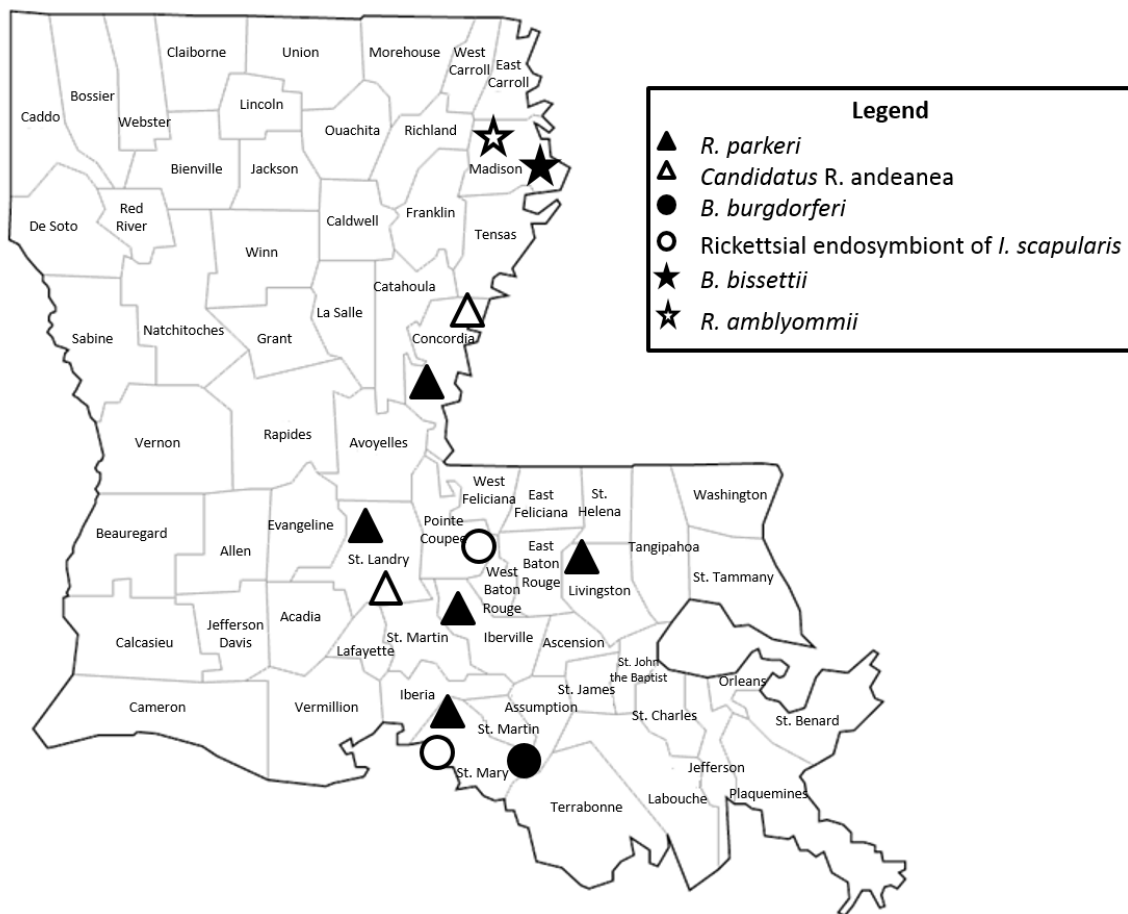 Claiborne
Union
Morehouse
West
Carroll
East
Carroll
Bossier
Caddo
Webster
Lincoln
Ouachita
Richland
Madison
Bienville
Jackson
De Soto
Red
River
Caldwell
Franklin
Tensas
Winn
Catahoula
La Salle
Sabine
Natchitoches
Grant
Concordia
Vernon
Rapides
Avoyelles
West
Feliciana
East
Feliciana
St.
Helena
Washington
Beauregard
Allen
Evangeline
St. Landry
Pointe
Coupee
West
Baton
Rouge
East
Baton
Rouge
Livingston
Tangipahoa
St. Tammany
Calcasieu
Jefferson
Davis
Acadia
Lafayette
St. Martin
Iberville
Ascension
St. John
the Baptist
Orleans
Cameron
Vermillion
Iberia
Assumption
St. James
St. Martin
St. Charles
St. Benard
St. Mary
Jefferson
Terrabonne
Labouche
Plaquemines
Legend
R. parkeri
Candidatus R. andeanea
B. burgdorferi
Rickettsial endosymbiont of I. scapularis
B. bissettii
R. amblyommii